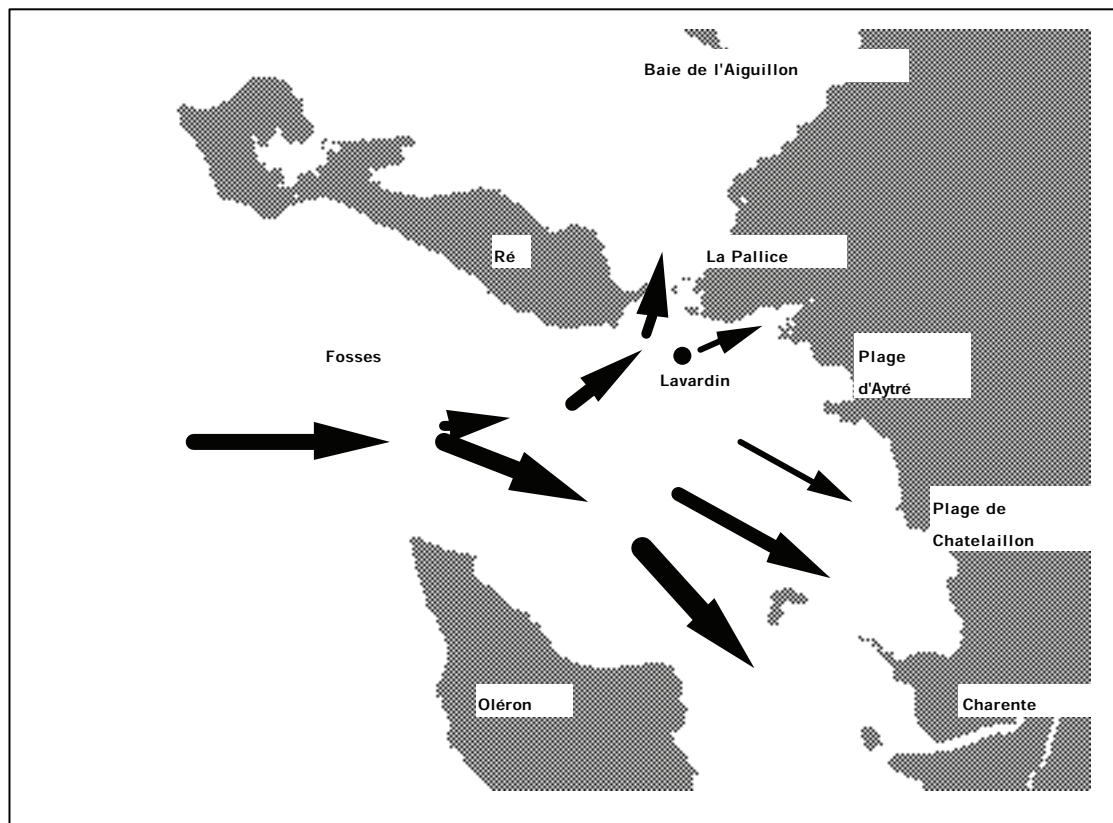 Baie de l'Aiguillon
Ré
La Pallice
Fosses
Lavardin
Plage
d'Aytré
Plage de
Chatelaillon
Oléron
Charente